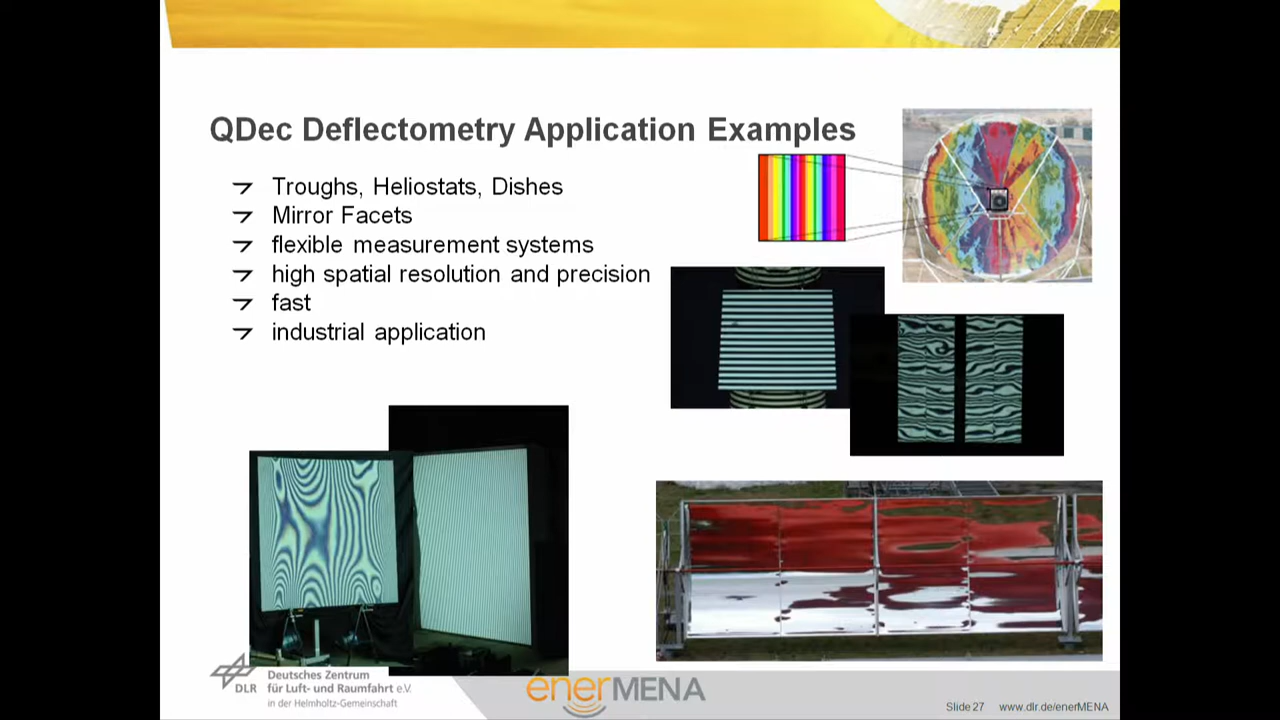 QDec Deflectometry Application Examples
Troughs, Heliostats, Dishes
Mirror Facets
flexible measurement systems
high spatial resolution and precision
fast
industrial application
DLR
Deutsches Zentrum
für Luft- und Raumfahrt e.V.
in der Helmholtz-Gemeinschaft
enerMENA
Slide 27 www.dlr.de/enerMENA